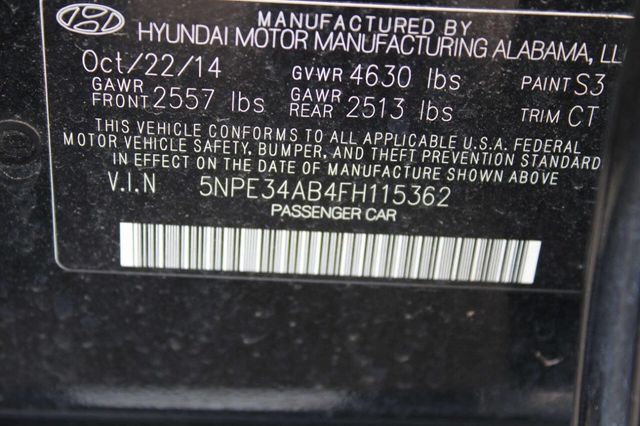 MANUFACTURED BY
HYUNDAI MOTOR MANUFACTURING ALABAMA, LL
Oct/22/14 GVWR 4630 lbs PAINT S3
GAWR FRONT 2557 lbs GAWR REAR 2513 lbs TRIM CT
THIS VEHICLE CONFORMS TO ALL APPLICABLE U.S.A. FEDERAL
MOTOR VEHICLE SAFETY, BUMPER, AND THEFT PREVENTION STANDARD
IN EFFECT ON THE DATE OF MANUFACTURE SHOWN ABOVE
V.I.N 5NPE34AB4FH115362
PASSENGER CAR